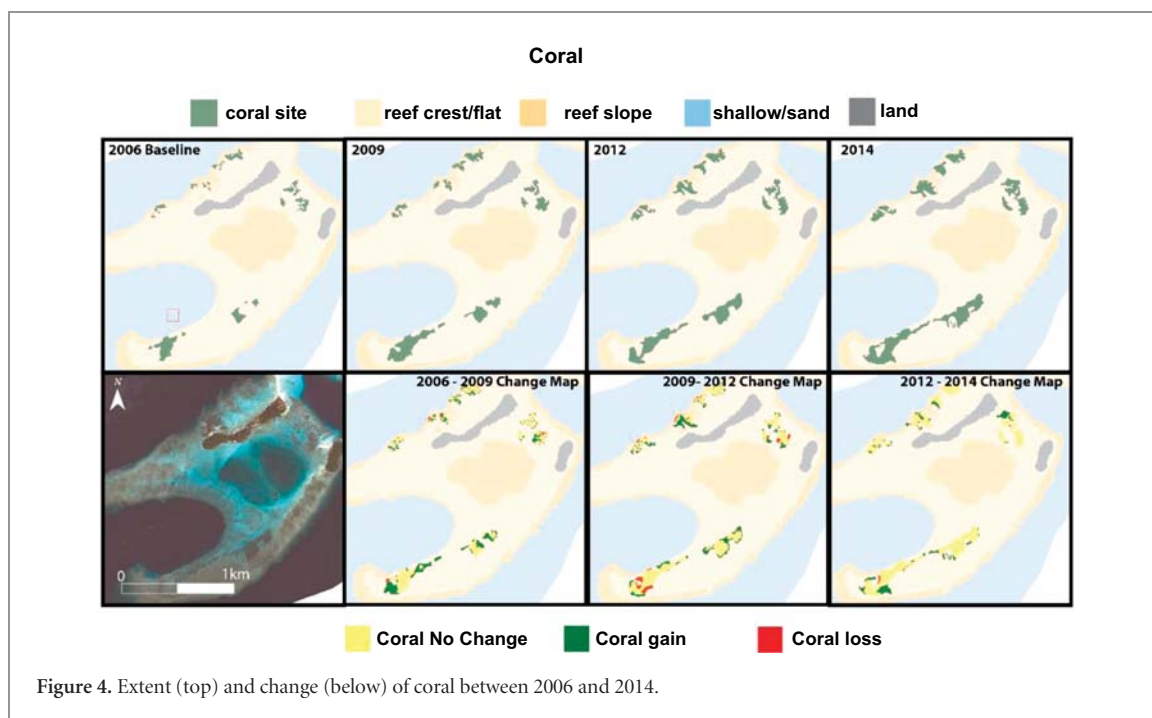 Coral
coral site reef crest/flat reef slope shallow/sand land
2006 Baseline 2009 2012 2014
2006 - 2009 Change Map 2009- 2012 Change Map 2012 - 2014 Change Map
N
0 1km
Coral No Change Coral gain Coral loss
Figure 4. Extent (top) and change (below) of coral between 2006 and 2014.